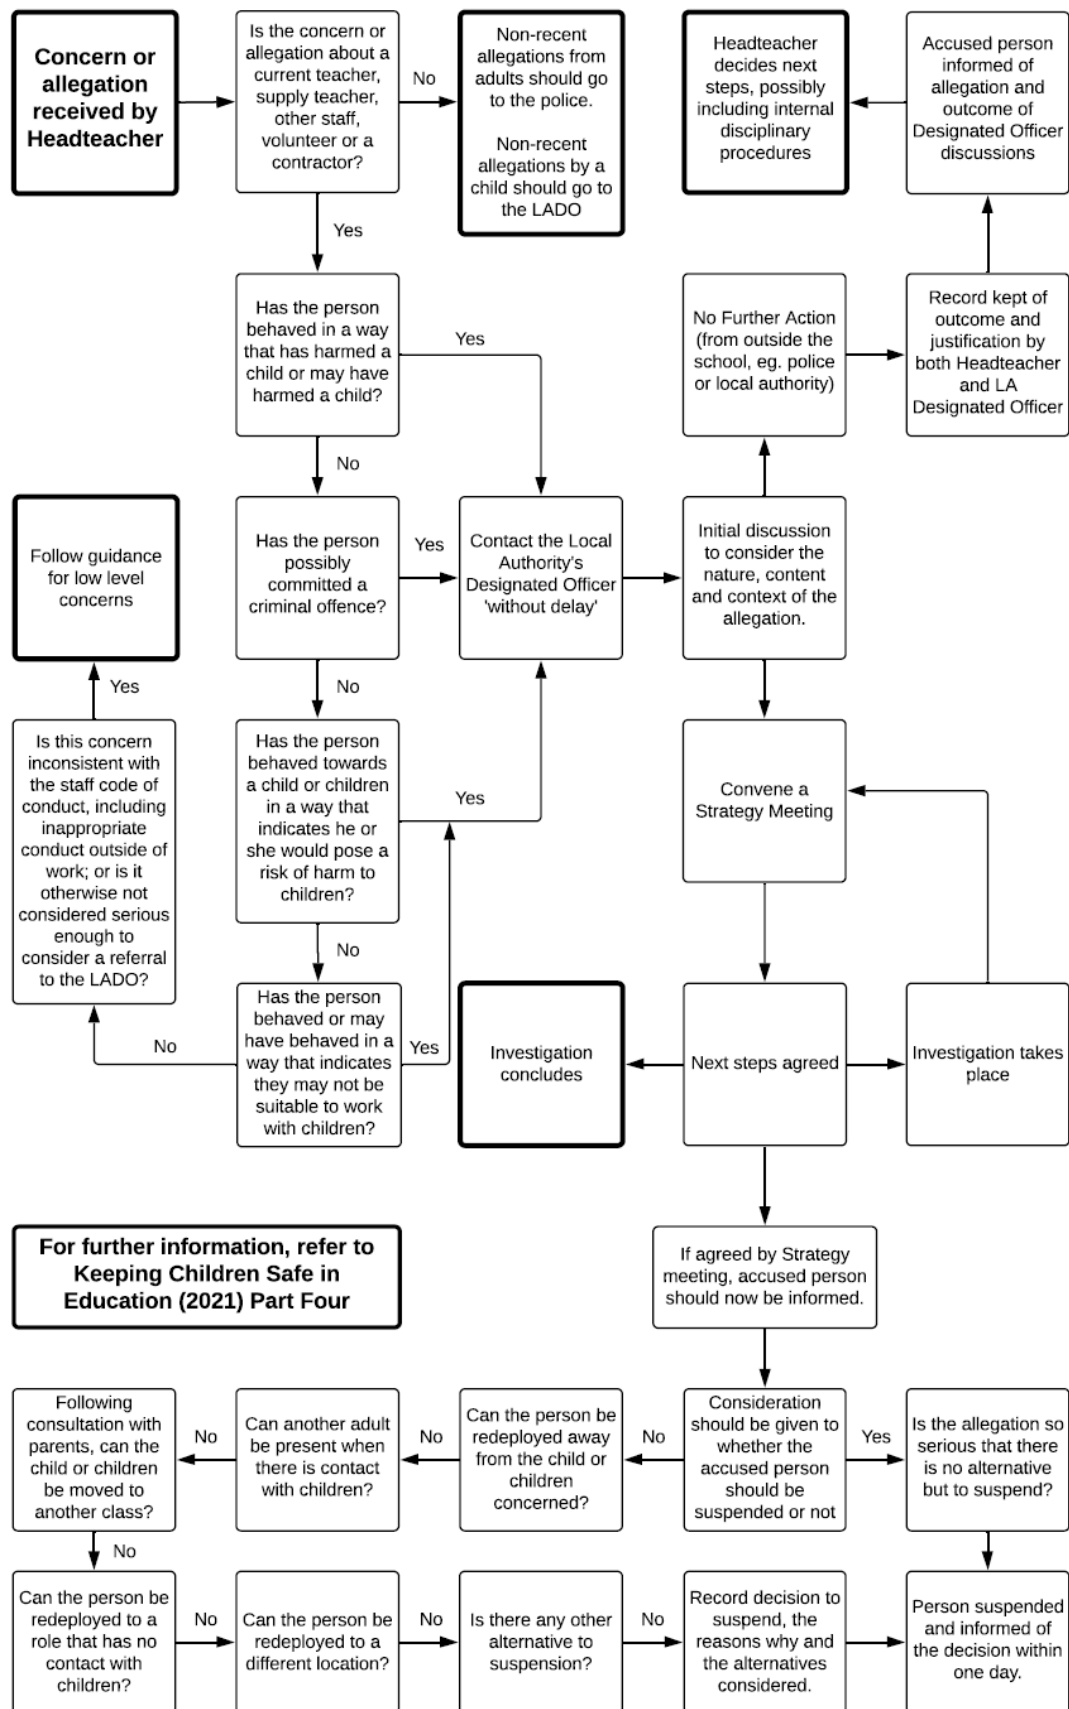 Concern or
allegation
received by
Headteacher
Is the concern or
allegation about a
current teacher,
supply teacher,
other staff,
volunteer or a
contractor?
No
Non-recent
allegations from
adults should go
to the police.
Non-recent
allegations by a
child should go to
the LADO
Headteacher
decides next
steps, possibly
including internal
disciplinary
procedures
Accused person
informed of
allegation and
outcome of
Designated Officer
discussions
Yes
Has the person
behaved in a way
that has harmed a
child or may have
harmed a child?
Yes
No Further Action
(from outside the
school, eg. police
or local authority)
Record kept of
outcome and
justification by
both Headteacher
and LA
Designated Officer
No
Follow guidance
for low level
concerns
Has the person
possibly
committed a
criminal offence?
Yes
Contact the Local
Authority's
Designated Officer
'without delay'
Initial discussion
to consider the
nature, content
and context of the
allegation.
Yes
No
Is this concern
inconsistent with
the staff code of
conduct, including
inappropriate
conduct outside of
work; or is it
otherwise not
considered serious
enough to
consider a referral
to the LADO?
Has the person
behaved towards
a child or children
in a way that
indicates he or
she would pose a
risk of harm to
children?
Yes
Convene a
Strategy Meeting
No
No
Has the person
behaved or may
have behaved in a
way that indicates
they may not be
suitable to work
with children?
Yes
Investigation
concludes
Next steps agreed
Investigation takes
place
For further information, refer to
Keeping Children Safe in
Education (2021) Part Four
If agreed by Strategy
meeting, accused person
should now be informed.
Following
consultation with
parents, can the
child or children
be moved to
another class?
No
Can another adult
be present when
there is contact
with children?
No
Can the person be
redeployed away
from the child or
children
concerned?
No
Consideration
should be given to
whether the
accused person
should be
suspended or not
Yes
Is the allegation so
serious that there
is no alternative
but to suspend?
No
Can the person be
redeployed to a
role that has no
contact with
children?
No
Can the person be
redeployed to a
different location?
No
Is there any other
alternative to
suspension?
No
Record decision to
suspend, the
reasons why and
the alternatives
considered.
Person suspended
and informed of
the decision within
one day.